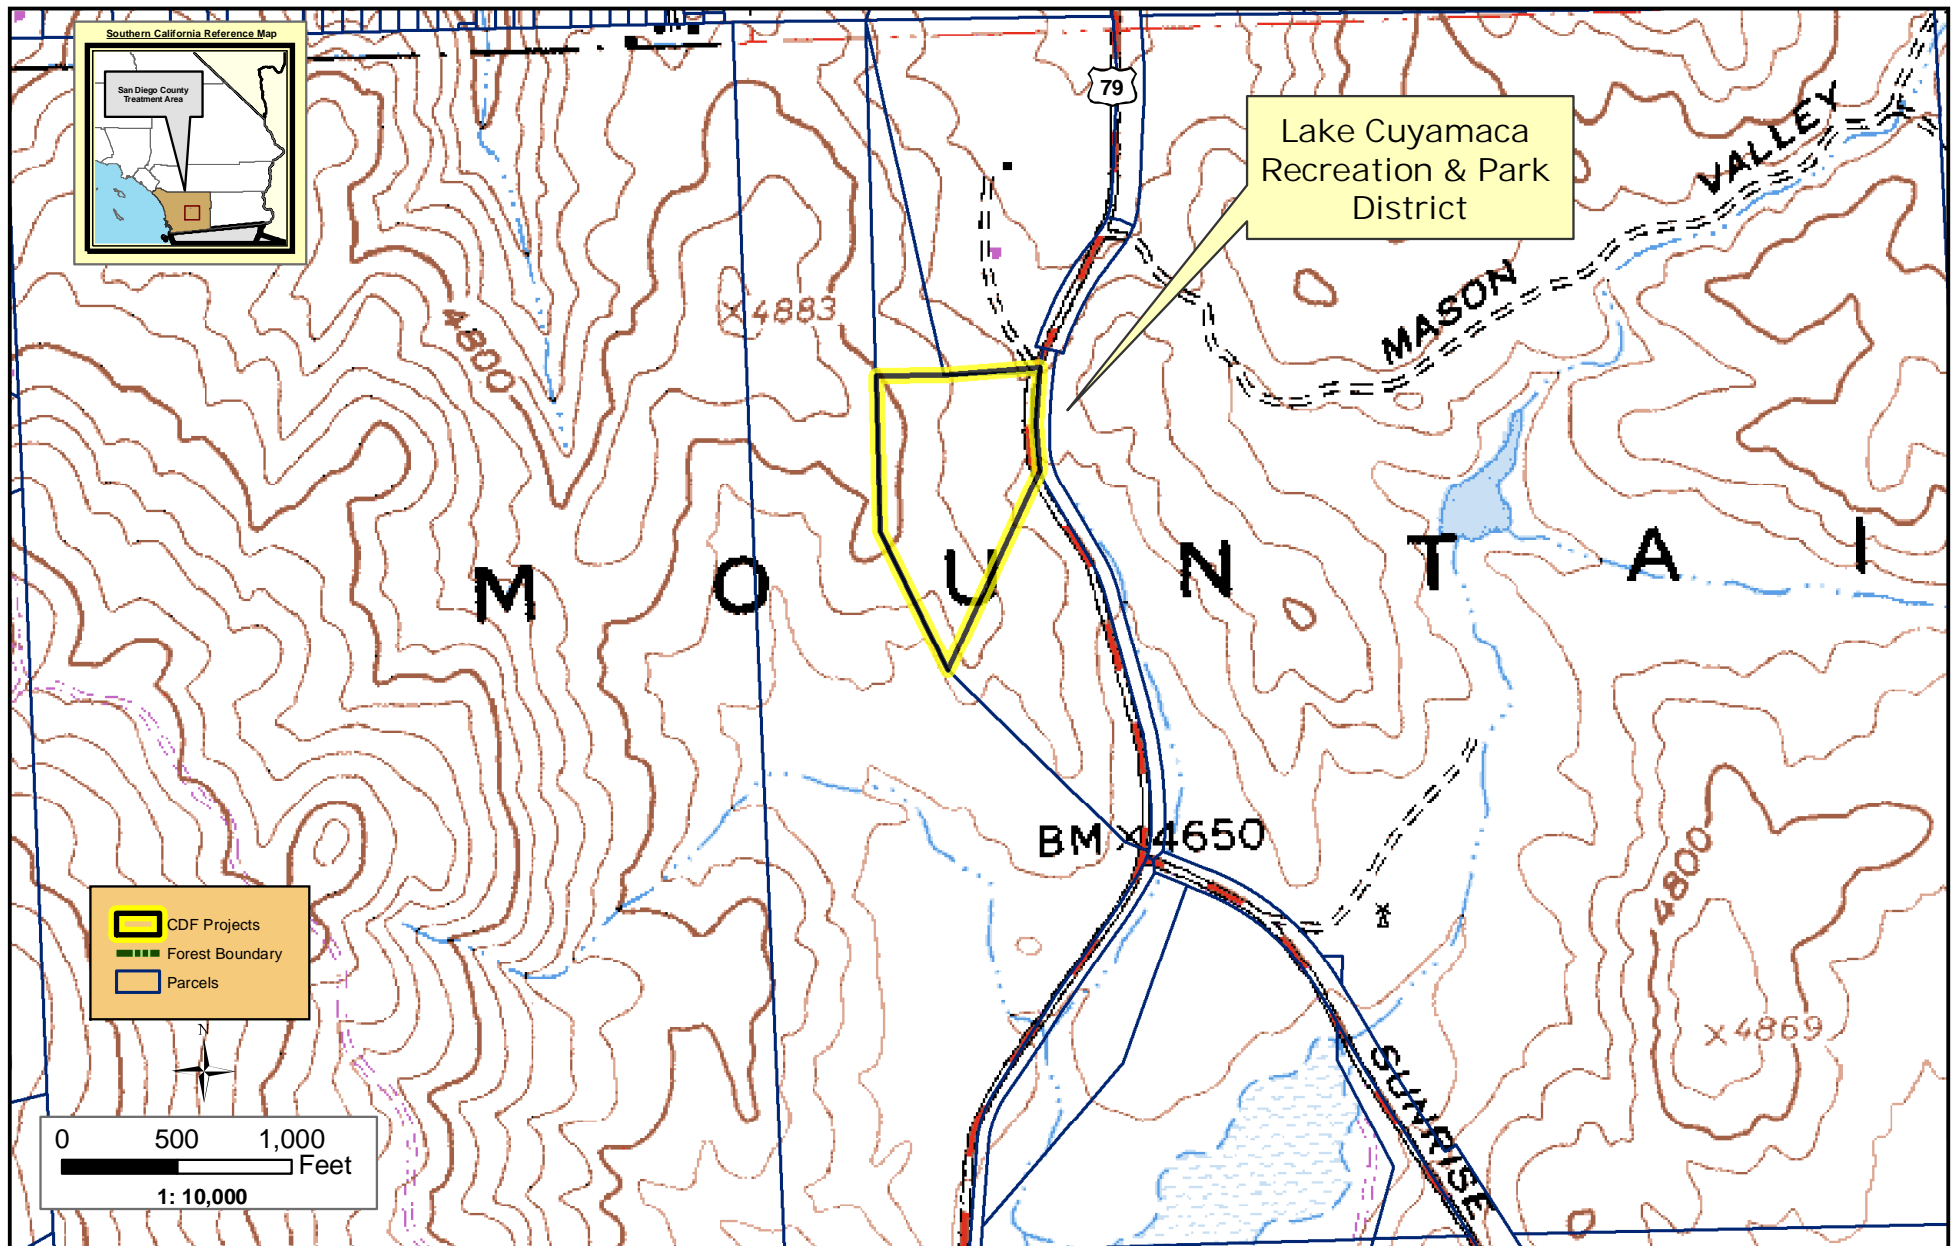 Southern California Reference Map
San Diego County
Treatment Area
79
Lake Cuyamaca
Recreation & Park
District
MASON VALLEY
4800
×4883
M O U N T A I
BM ×4650
4800
×4869
SUNRISE
CDF Projects
Forest Boundary
Parcels
N
0 500 1,000
Feet
1: 10,000